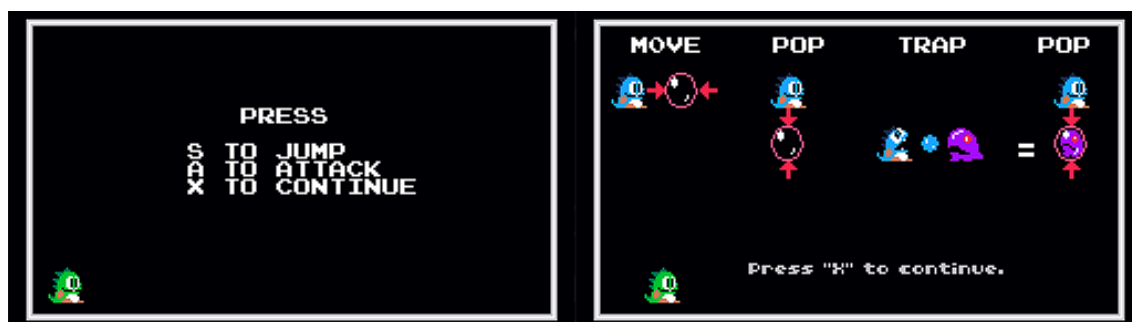 PRESS
S TO JUMP
A TO ATTACK
X TO CONTINUE
MOVE POP TRAP POP
=
Press "X" to continue.